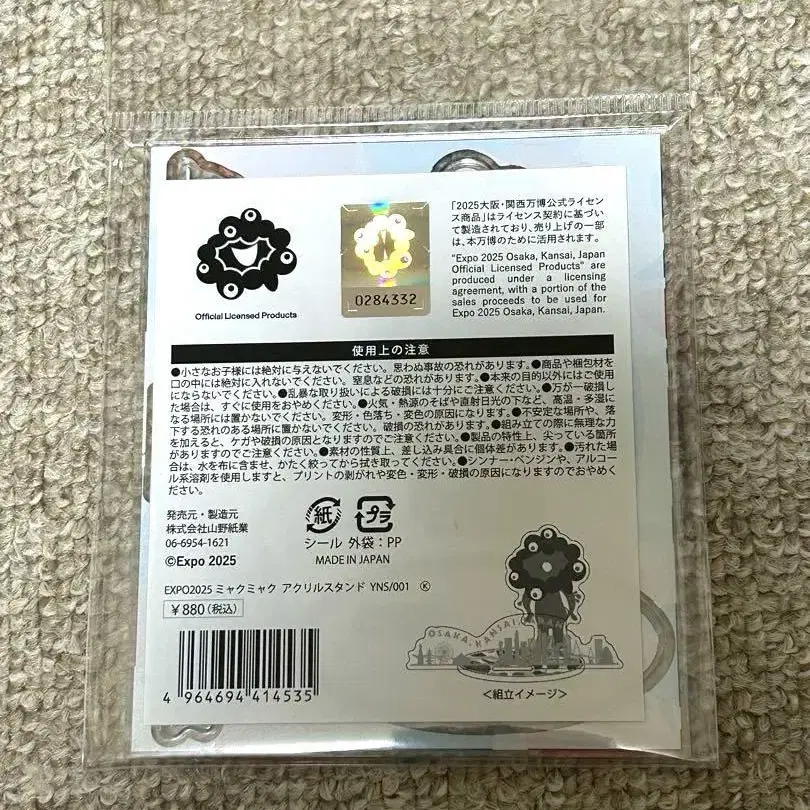 Official Licensed Products
0284332
「2025大阪・関西万博公式ライセン
ス商品」はライセンス契約に基づい
て製造されており、売り上げの一部
は、本万博のために活用されます。
"Expo 2025 Osaka, Kansai, Japan
Official Licensed Products" are
produced under a licensing
agreement, with a portion of the
sales proceeds to be used for
Expo 2025 Osaka, Kansai, Japan.
使用上の注意
●小さなお子様には絶対に与えないでください。思わぬ事故の恐れがあります。●商品や梱包材を
口の中には絶対に入れないでください。窒息などの恐れがあります。●本来の目的以外にはご使用
にならないでください。●乱暴な取り扱いによる破損には十分にご注意ください。●万が一破損し
た場合は、すぐに使用をおやめください。●火気・熱源のそばや直射日光の下など、高温・多湿に
なる場所には置かないでください。変形・色落ち・変色の原因になります。●不安定な場所や、落
下する恐れのある場所に置かないでください。破損の恐れがあります。●組み立ての際に無理な力
を加えると、ケガや破損の原因となりますのでご注意ください。●製品の特性上、尖っている箇所
がありますのでご注意ください。●素材の性質上、差し込み具合に個体差があります。●汚れた場
合は、水を布に含ませ、かたく絞ってから拭き取ってください。●シンナー・ベンジンや、アルコー
ル系溶剤を使用しますと、プリントの剥がれや変色・変形・破損の原因になりますのでおやめく
ださい。
発売元・製造元
株式会社山野紙業
06-6954-1621
©Expo 2025
紙
プラ
シール 外袋：PP
MADE IN JAPAN
EXPO2025 ミャクミャク アクリルスタンド YNS/001 Ⓚ
￥880（税込）
4 964694 414535
OSAKA, KANSAI
＜組立イメージ＞